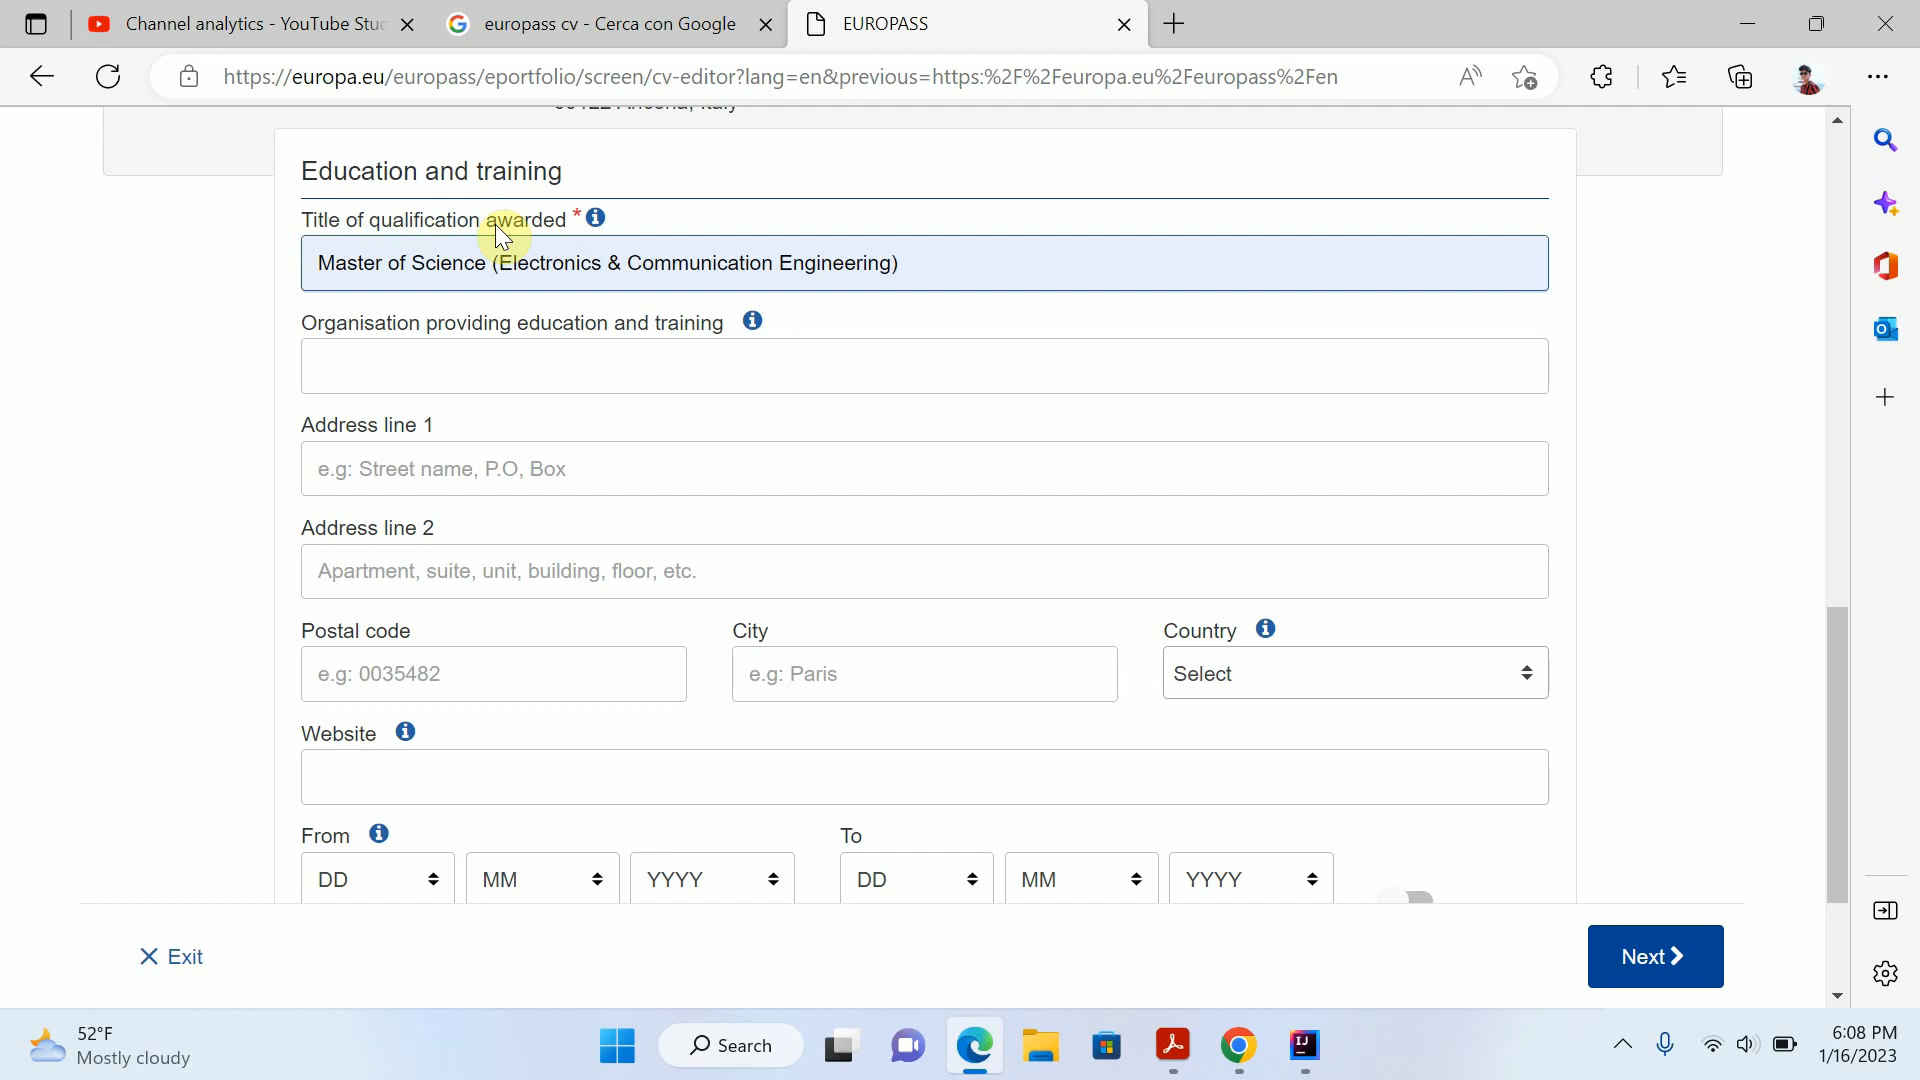 Channel analytics - YouTube Stu
europass cv - Cerca con Google
EUROPASS
https://europa.eu/europass/eportfolio/screen/cv-editor?lang=en&previous=https:%2F%2Feuropa.eu%2Feuropass%2Fen
Education and training
Title of qualification awarded *
Master of Science (Electronics & Communication Engineering)
Organisation providing education and training
Address line 1
e.g: Street name, P.O, Box
Address line 2
Apartment, suite, unit, building, floor, etc.
Postal code City Country
e.g: 0035482 e.g: Paris Select
Website
From To
DD MM YYYY DD MM YYYY
Exit Next
52°F
Mostly cloudy
Search
6:08 PM
1/16/2023